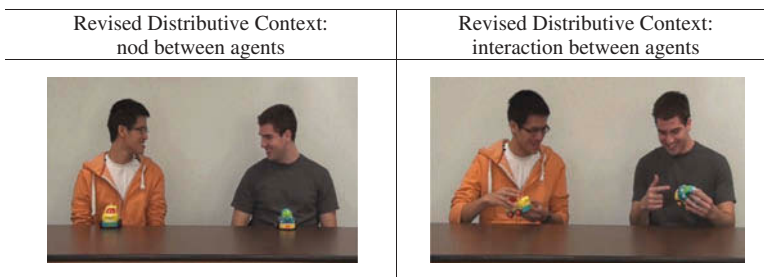 Revised Distributive Context:
nod between agents
Revised Distributive Context:
interaction between agents